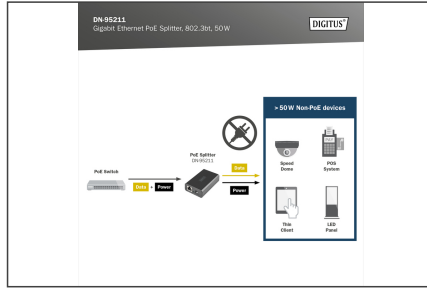 DN-95211
Gigabit Ethernet PoE Splitter, 802.3bt, 50 W
DIGITUS®
> 50 W Non-PoE devices
PoE Splitter
DN-95211
PoE Switch
Data + Power
Data
Power
Speed
Dome
POS
System
Thin
Client
LED
Panel